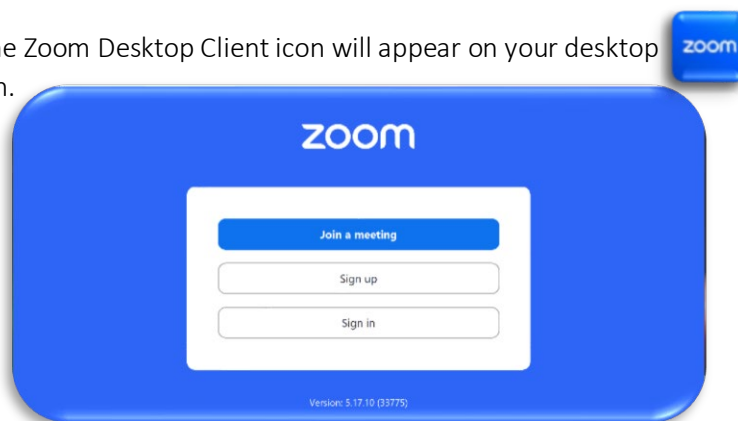 e Zoom Desktop Client icon will appear on your desktop zoom
n.
zoom
Join a meeting
Sign up
Sign in
Version: 5.17.10 (33775)